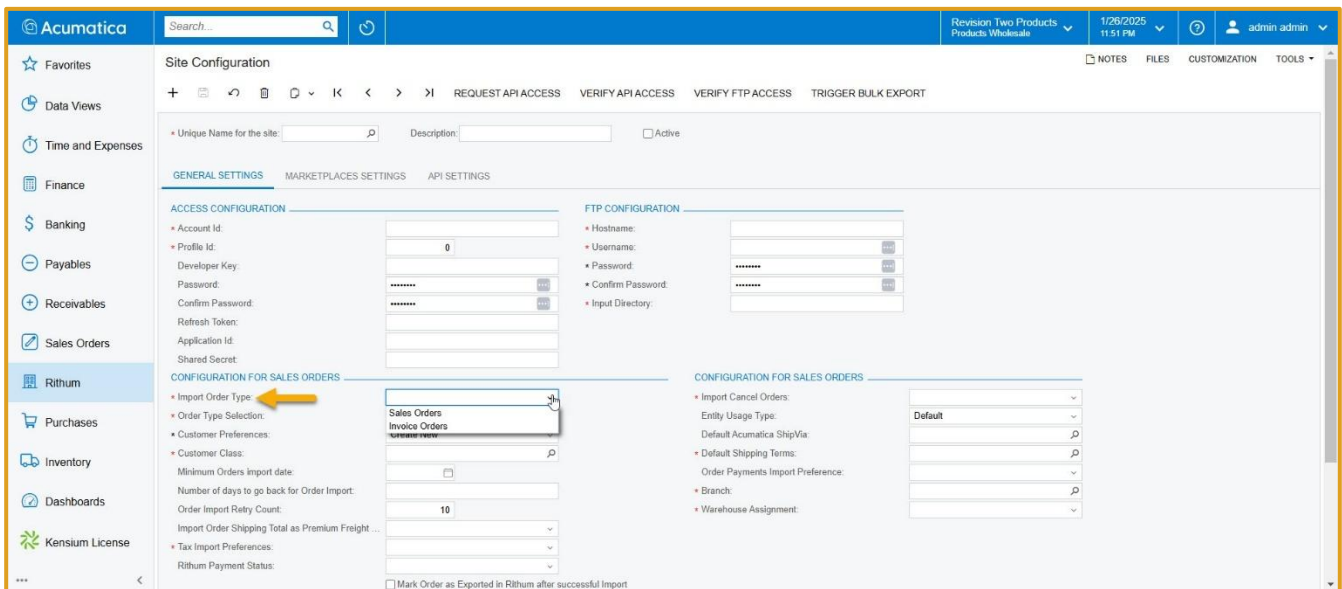 Acumatica
Search...
Revision Two Products
Products Wholesale
1/26/2025
11:51 PM
admin admin
Favorites
Data Views
Time and Expenses
Finance
Banking
Payables
Receivables
Sales Orders
Rithum
Purchases
Inventory
Dashboards
Kensium License
Site Configuration
NOTES FILES CUSTOMIZATION TOOLS
REQUEST API ACCESS VERIFY API ACCESS VERIFY FTP ACCESS TRIGGER BULK EXPORT
* Unique Name for the site: Description: Active
GENERAL SETTINGS MARKETPLACES SETTINGS API SETTINGS
ACCESS CONFIGURATION
* Account Id:
* Profile Id: 0
Developer Key:
Password: ••••••••
Confirm Password: ••••••••
Refresh Token:
Application Id:
Shared Secret:
FTP CONFIGURATION
* Hostname:
* Username:
* Password: ••••••••
* Confirm Password: ••••••••
* Input Directory:
CONFIGURATION FOR SALES ORDERS
* Import Order Type:
* Order Type Selection:
Sales Orders
Invoice Orders
* Customer Preferences: Create New
* Customer Class:
Minimum Orders import date:
Number of days to go back for Order Import:
Order Import Retry Count: 10
Import Order Shipping Total as Premium Freight ...
* Tax Import Preferences:
Rithum Payment Status:
Mark Order as Exported in Rithum after successful Import
CONFIGURATION FOR SALES ORDERS
* Import Cancel Orders:
Entity Usage Type: Default
Default Acumatica ShipVia:
* Default Shipping Terms:
Order Payments Import Preference:
* Branch:
* Warehouse Assignment: